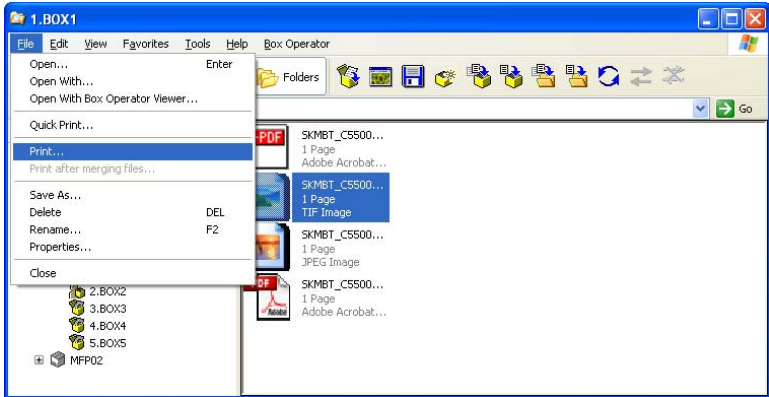 1.BOX1
File Edit View Favorites Tools Help Box Operator
Open... Enter
Open With...
Open With Box Operator Viewer...
Quick Print...
Print...
Print after merging files...
Save As...
Delete DEL
Rename... F2
Properties...
Close
2.BOX2
3.BOX3
4.BOX4
5.BOX5
MFP02
Folders
Go
PDF
SKMBT_C5500...
1 Page
Adobe Acrobat...
SKMBT_C5500...
1 Page
TIF Image
SKMBT_C5500...
1 Page
JPEG Image
SKMBT_C5500...
1 Page
Adobe Acrobat...
Adobe